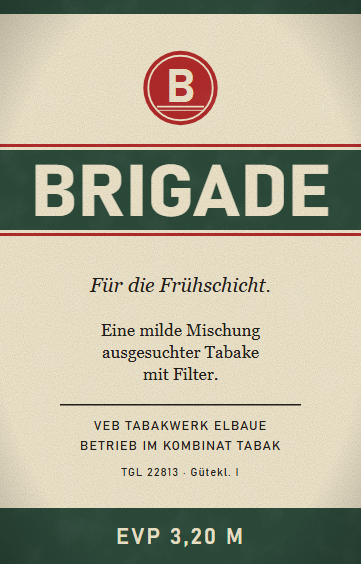 B
BRIGADE
Für die Frühschicht.
Eine milde Mischung
ausgesuchter Tabake
mit Filter.
VEB TABAKWERK ELBAUE
BETRIEB IM KOMBINAT TABAK
TGL 22813 · Gütekl. I
EVP 3,20 M